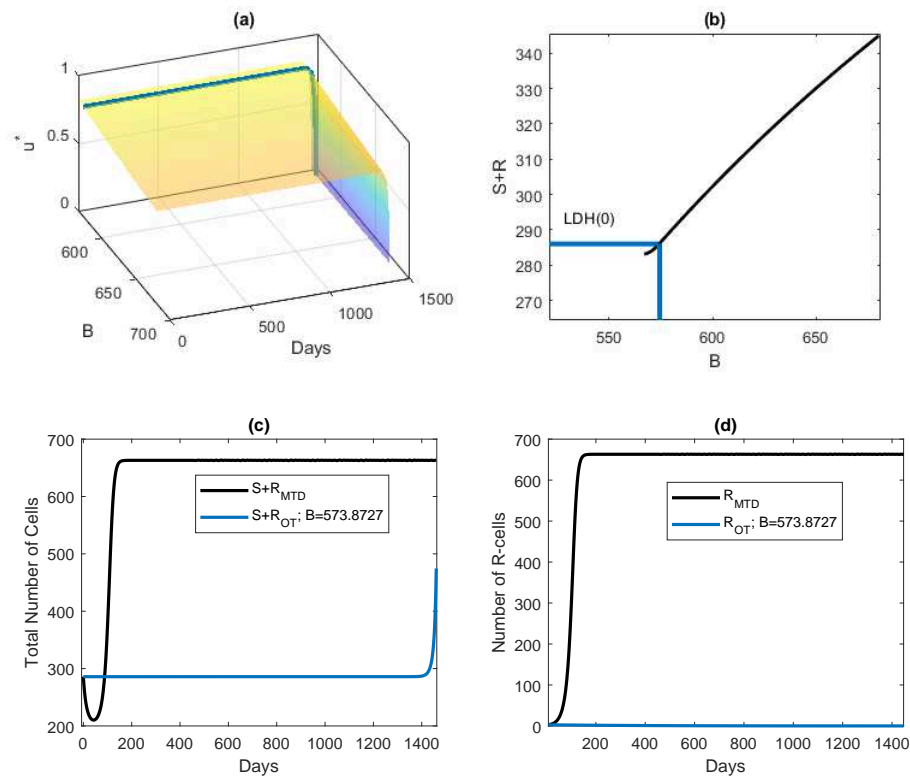 (a)
1
0.5
0
u*
600
650
700
B
0
500
1000
1500
Days
(b)
340
330
320
310
300
290
280
270
S+R
LDH(0)
550
600
650
B
(c)
700
600
500
400
300
200
Total Number of Cells
S+R_MTD
S+R_OT; B=573.8727
0
200
400
600
800
1000
1200
1400
Days
(d)
700
600
500
400
300
200
100
0
Number of R-cells
R_MTD
R_OT; B=573.8727
200
400
600
800
1000
1200
1400
Days